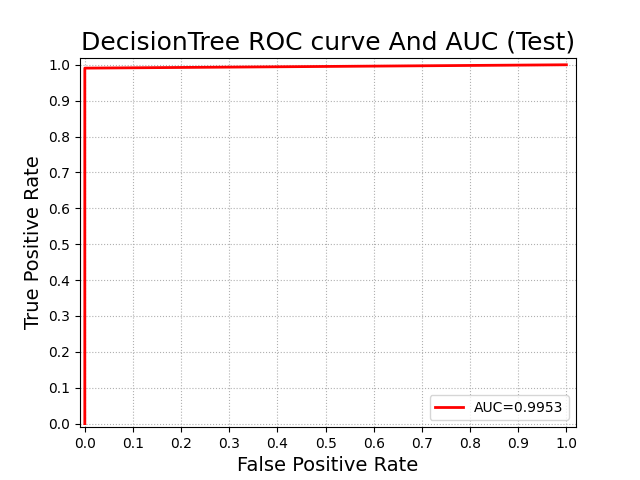 DecisionTree ROC curve And AUC (Test)
True Positive Rate
1.0
0.9
0.8
0.7
0.6
0.5
0.4
0.3
0.2
0.1
0.0
AUC=0.9953
0.0 0.1 0.2 0.3 0.4 0.5 0.6 0.7 0.8 0.9 1.0
False Positive Rate